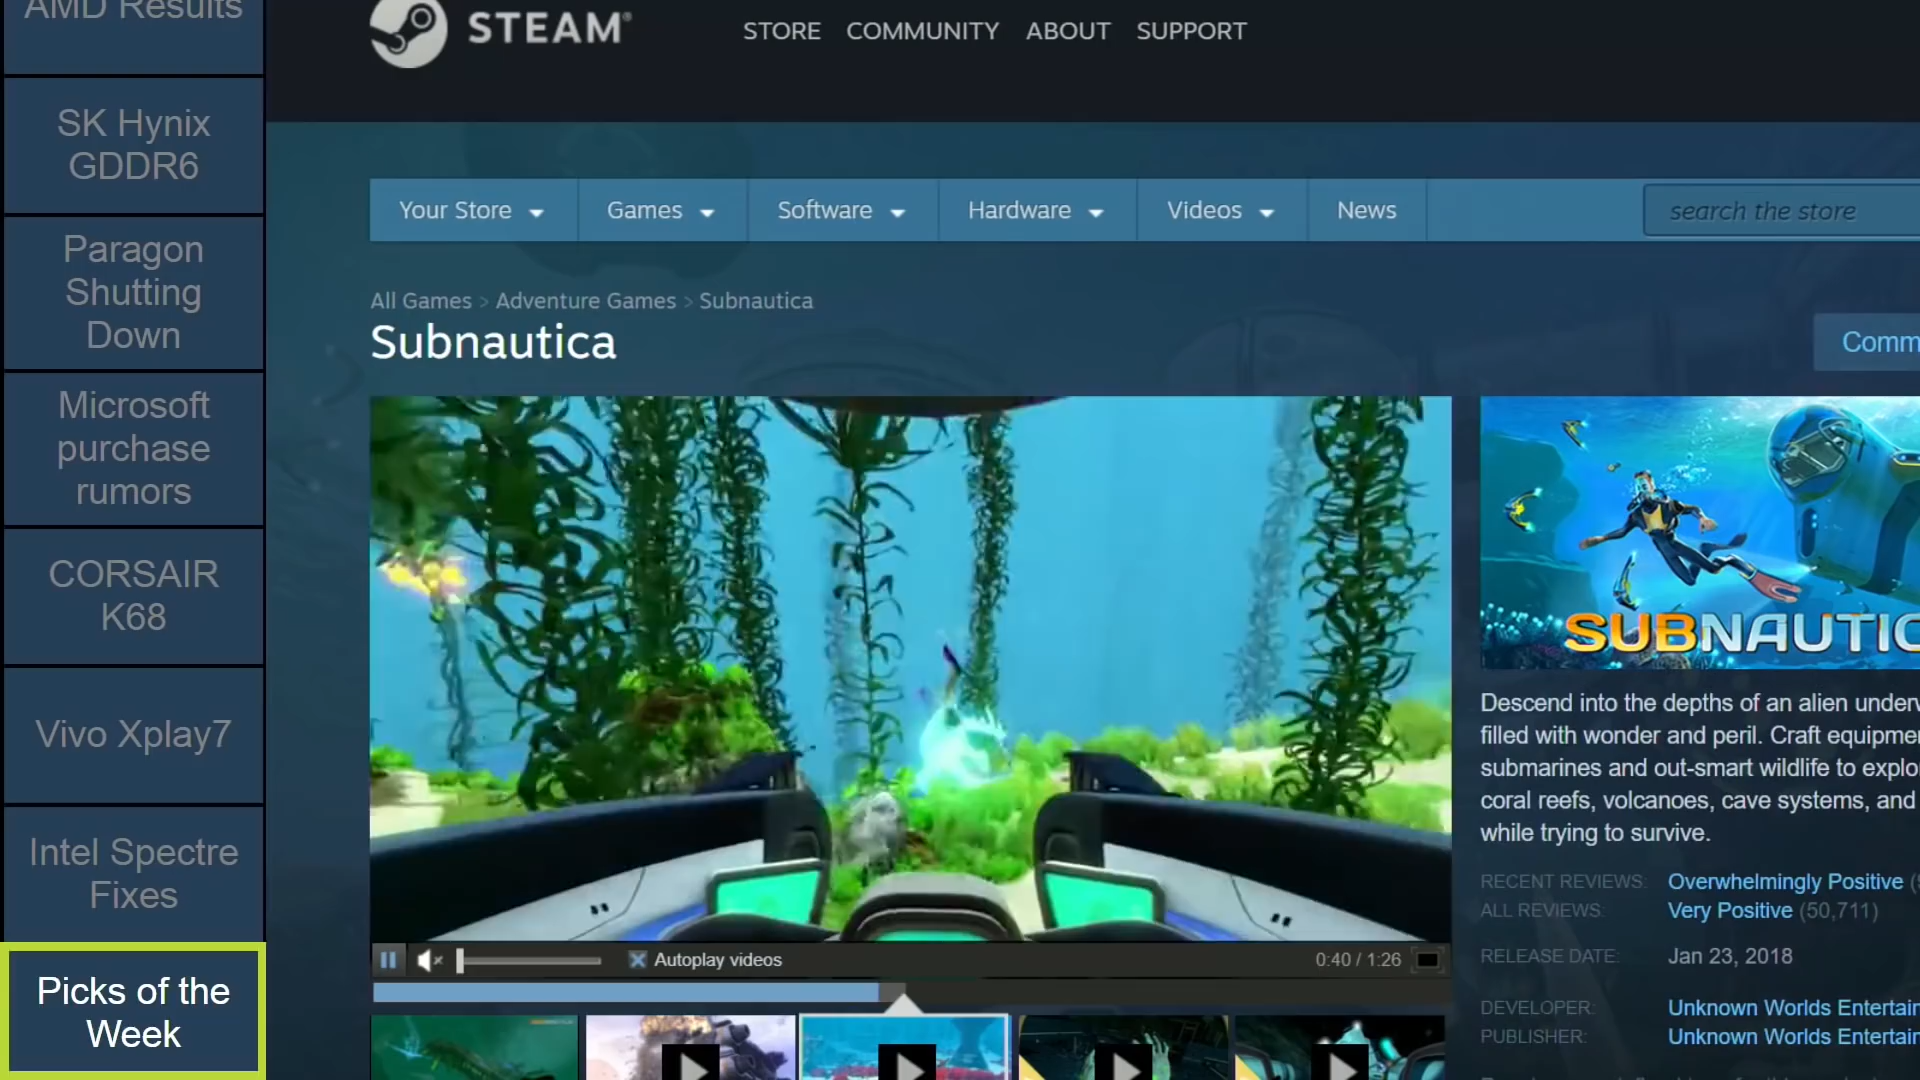 AMD Results
SK Hynix
GDDR6
Paragon
Shutting
Down
Microsoft
purchase
rumors
CORSAIR
K68
Vivo Xplay7
Intel Spectre
Fixes
Picks of the
Week
STEAM®
STORE COMMUNITY ABOUT SUPPORT
Your Store Games Software Hardware Videos News search the store
All Games > Adventure Games > Subnautica
Subnautica
Comm
SUBNAUTIC
Descend into the depths of an alien underw
filled with wonder and peril. Craft equipmen
submarines and out-smart wildlife to explor
coral reefs, volcanoes, cave systems, and
while trying to survive.
RECENT REVIEWS: Overwhelmingly Positive
ALL REVIEWS: Very Positive (50,711)
RELEASE DATE: Jan 23, 2018
DEVELOPER: Unknown Worlds Entertain
PUBLISHER: Unknown Worlds Entertain
Autoplay videos 0:40 / 1:26